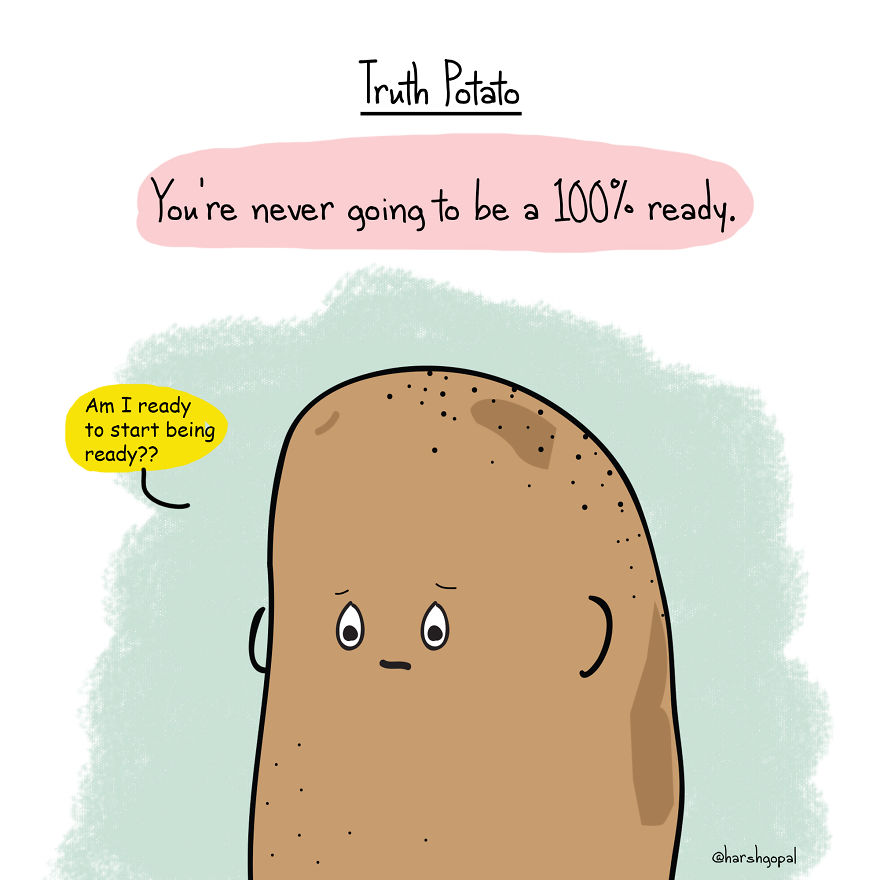 Truth Potato
You're never going to be a 100% ready.
Am I ready
to start being
ready??
@harshgopal